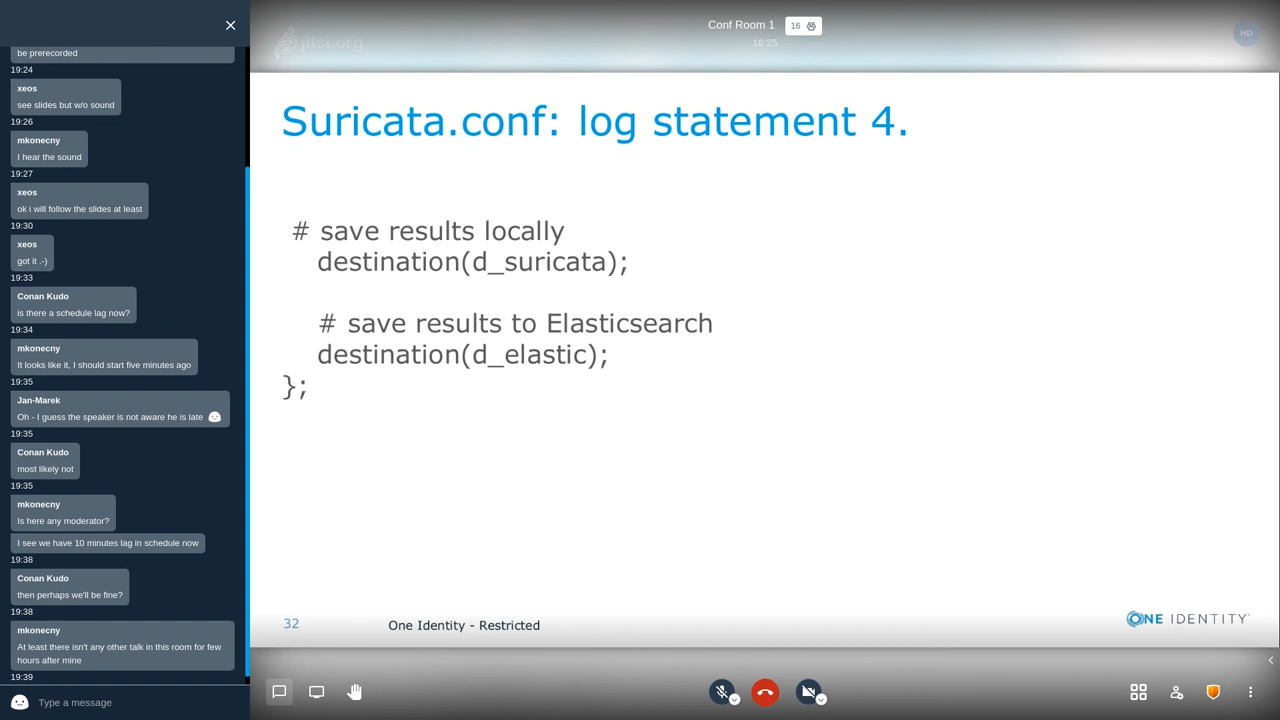 be prerecorded
19:24
xeos
see slides but w/o sound
19:26
mkonecny
I hear the sound
19:27
xeos
ok i will follow the slides at least
19:30
xeos
got it .-)
19:33
Conan Kudo
is there a schedule lag now?
19:34
mkonecny
It looks like it, I should start five minutes ago
19:35
Jan-Marek
Oh - I guess the speaker is not aware he is late
19:35
Conan Kudo
most likely not
19:35
mkonecny
Is here any moderator?
I see we have 10 minutes lag in schedule now
19:38
Conan Kudo
then perhaps we'll be fine?
19:38
mkonecny
At least there isn't any other talk in this room for few
hours after mine
19:39
Type a message
jitsi.org
Conf Room 1
16
16:25
HD
Suricata.conf: log statement 4.
# save results locally
destination(d_suricata);
# save results to Elasticsearch
destination(d_elastic);
};
32
One Identity - Restricted
ONE IDENTITY